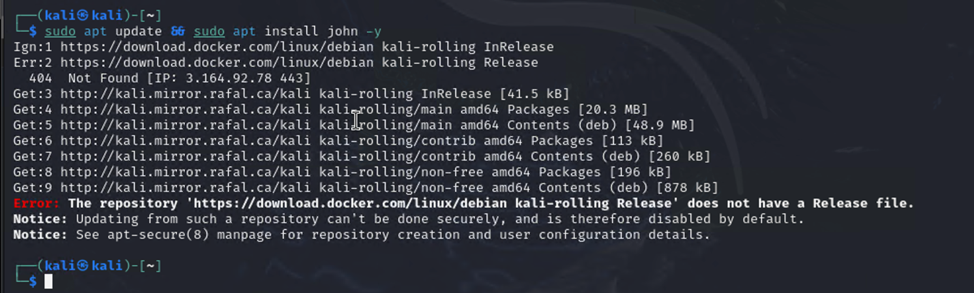 ┌──(kali㉿kali)-[~]
└─$ sudo apt update && sudo apt install john -y
Ign:1 https://download.docker.com/linux/debian kali-rolling InRelease
Err:2 https://download.docker.com/linux/debian kali-rolling Release
  404  Not Found [IP: 3.164.92.78 443]
Get:3 http://kali.mirror.rafal.ca/kali kali-rolling InRelease [41.5 kB]
Get:4 http://kali.mirror.rafal.ca/kali kali-rolling/main amd64 Packages [20.3 MB]
Get:5 http://kali.mirror.rafal.ca/kali kali-rolling/main amd64 Contents (deb) [48.9 MB]
Get:6 http://kali.mirror.rafal.ca/kali kali-rolling/contrib amd64 Packages [113 kB]
Get:7 http://kali.mirror.rafal.ca/kali kali-rolling/contrib amd64 Contents (deb) [260 kB]
Get:8 http://kali.mirror.rafal.ca/kali kali-rolling/non-free amd64 Packages [196 kB]
Get:9 http://kali.mirror.rafal.ca/kali kali-rolling/non-free amd64 Contents (deb) [878 kB]
Error: The repository 'https://download.docker.com/linux/debian kali-rolling Release' does not have a Release file.
Notice: Updating from such a repository can't be done securely, and is therefore disabled by default.
Notice: See apt-secure(8) manpage for repository creation and user configuration details.
┌──(kali㉿kali)-[~]
└─$